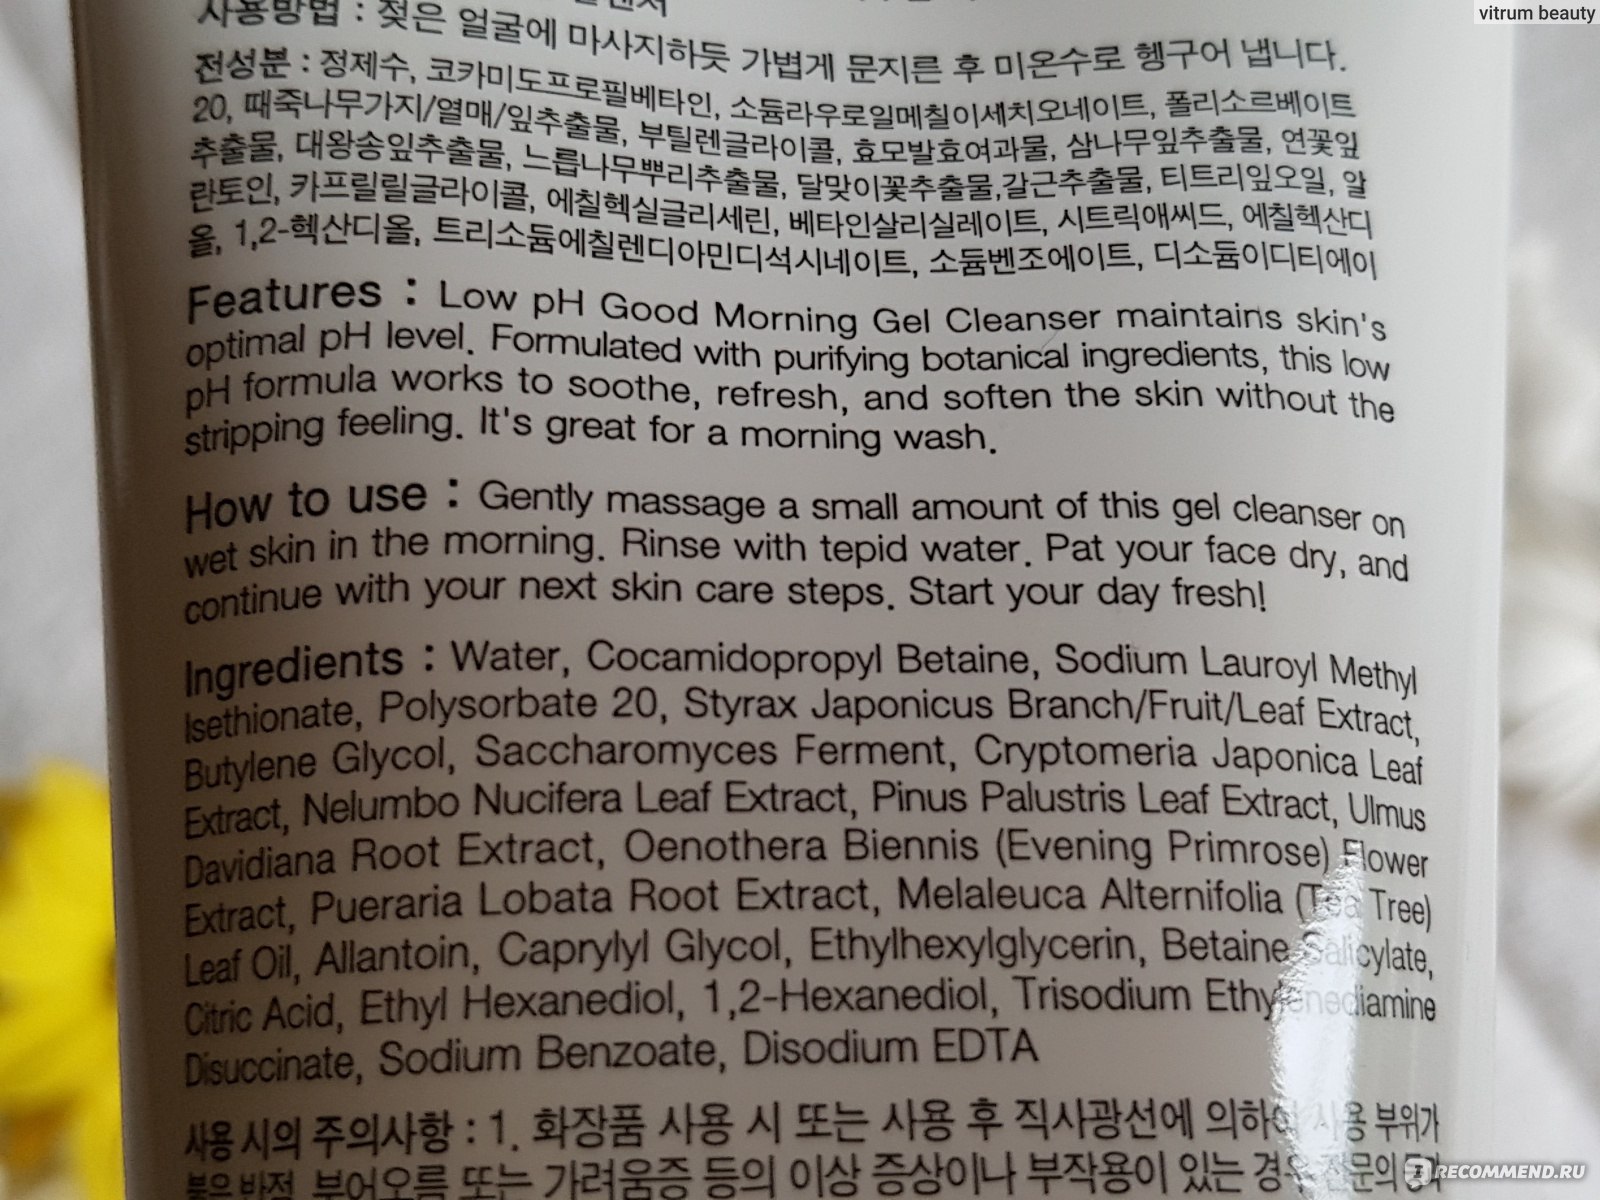 vitrum beauty
사용방법 : 젖은 얼굴에 마사지하듯 가볍게 문지른 후 미온수로 헹구어 냅니다.
전성분 : 정제수, 코카미도프로필베타인, 소듐라우로일메칠이세치오네이트, 폴리소르베이트
20, 때죽나무가지/열매/잎추출물, 부틸렌글라이콜, 효모발효여과물, 삼나무잎추출물, 연꽃잎
추출물, 대왕송잎추출물, 느릅나무뿌리추출물, 달맞이꽃추출물,갈근추출물, 티트리잎오일, 알
란토인, 카프릴릴글라이콜, 에칠헥실글리세린, 베타인살리실레이트, 시트릭애씨드, 에칠헥산디
올, 1,2-헥산디올, 트리소듐에칠렌디아민디석시네이트, 소듐벤조에이트, 디소듐이디티에이
Features : Low pH Good Morning Gel Cleanser maintains skin's
optimal pH level. Formulated with purifying botanical ingredients, this low
pH formula works to soothe, refresh, and soften the skin without the
stripping feeling. It's great for a morning wash.
How to use : Gently massage a small amount of this gel cleanser on
wet skin in the morning. Rinse with tepid water. Pat your face dry, and
continue with your next skin care steps. Start your day fresh!
Ingredients : Water, Cocamidopropyl Betaine, Sodium Lauroyl Methyl
Isethionate, Polysorbate 20, Styrax Japonicus Branch/Fruit/Leaf Extract,
Butylene Glycol, Saccharomyces Ferment, Cryptomeria Japonica Leaf
Extract, Nelumbo Nucifera Leaf Extract, Pinus Palustris Leaf Extract, Ulmus
Davidiana Root Extract, Oenothera Biennis (Evening Primrose) Flower
Extract, Pueraria Lobata Root Extract, Melaleuca Alternifolia (Tea Tree)
Leaf Oil, Allantoin, Caprylyl Glycol, Ethylhexylglycerin, Betaine Salicylate,
Citric Acid, Ethyl Hexanediol, 1,2-Hexanediol, Trisodium Ethylenediamine
Disuccinate, Sodium Benzoate, Disodium EDTA
사용 시의 주의사항 : 1. 화장품 사용 시 또는 사용 후 직사광선에 의하여 사용 부위가
붉은 반점, 부어오름 또는 가려움증 등의 이상 증상이나 부작용이 있는 경우 전문의
RECOMMEND.RU